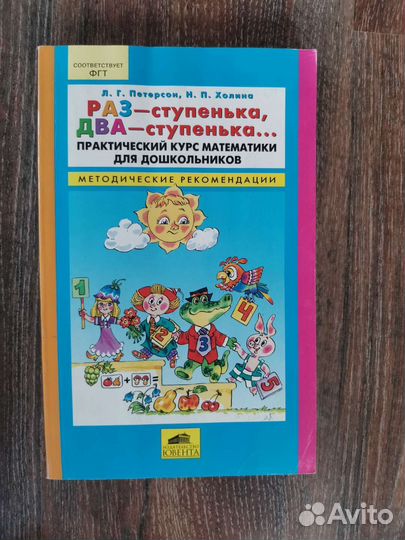 СООТВЕТСТВУЕТ
ФГТ
Л. Г. Петерсон, Н. П. Холина
РАЗ—ступенька,
ДВА—ступенька...
ПРАКТИЧЕСКИЙ КУРС МАТЕМАТИКИ
ДЛЯ ДОШКОЛЬНИКОВ
МЕТОДИЧЕСКИЕ РЕКОМЕНДАЦИИ
1
2
3
4
5
+
=
ИЗДАТЕЛЬСТВО
ЮВЕНТА
Avito